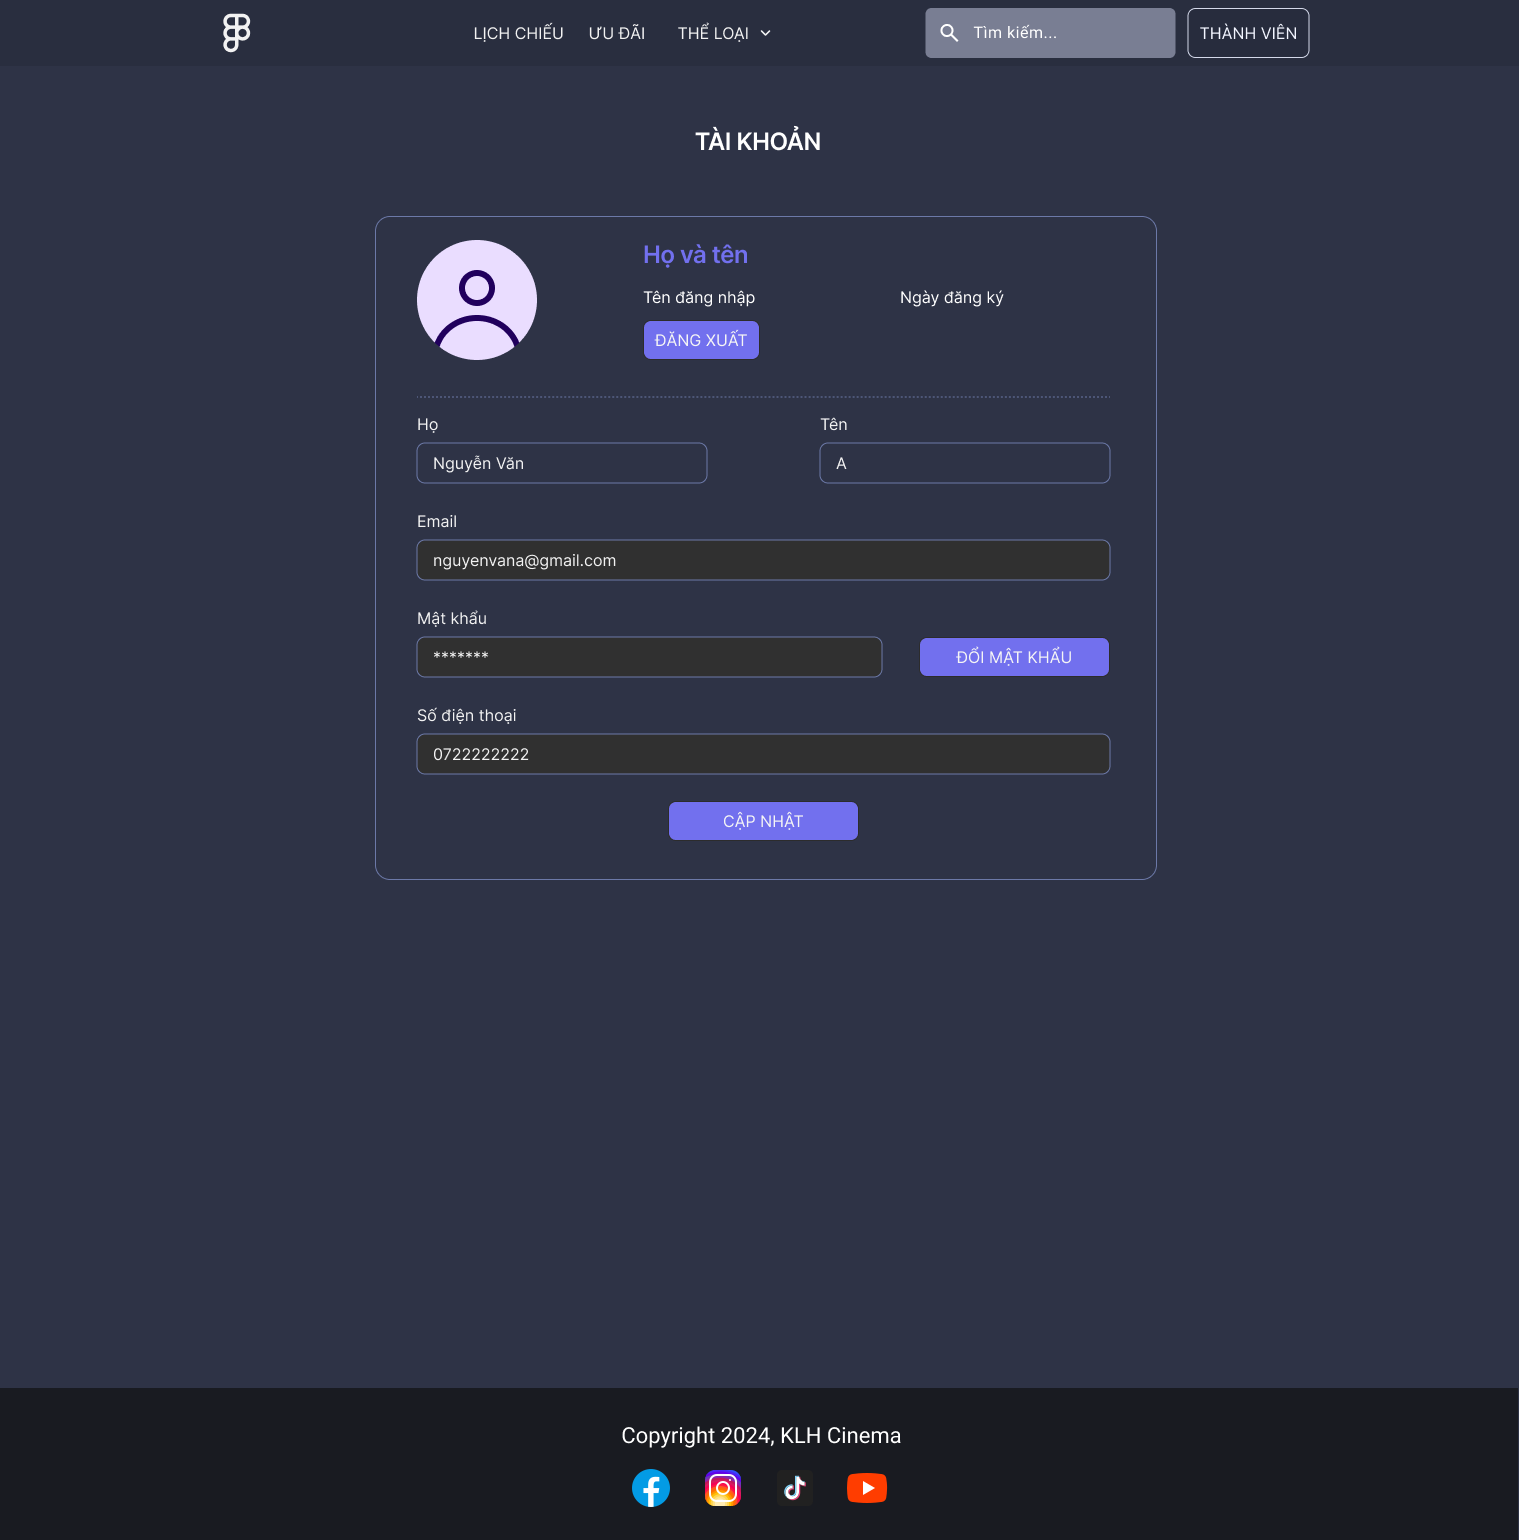 LỊCH CHIẾU ƯU ĐÃI THỂ LOẠI Tìm kiếm... THÀNH VIÊN
TÀI KHOẢN
Họ và tên
Tên đăng nhập Ngày đăng ký
ĐĂNG XUẤT
Họ Tên
Nguyễn Văn A
Email
nguyenvana@gmail.com
Mật khẩu
******* ĐỔI MẬT KHẨU
Số điện thoại
0722222222
CẬP NHẬT
Copyright 2024, KLH Cinema